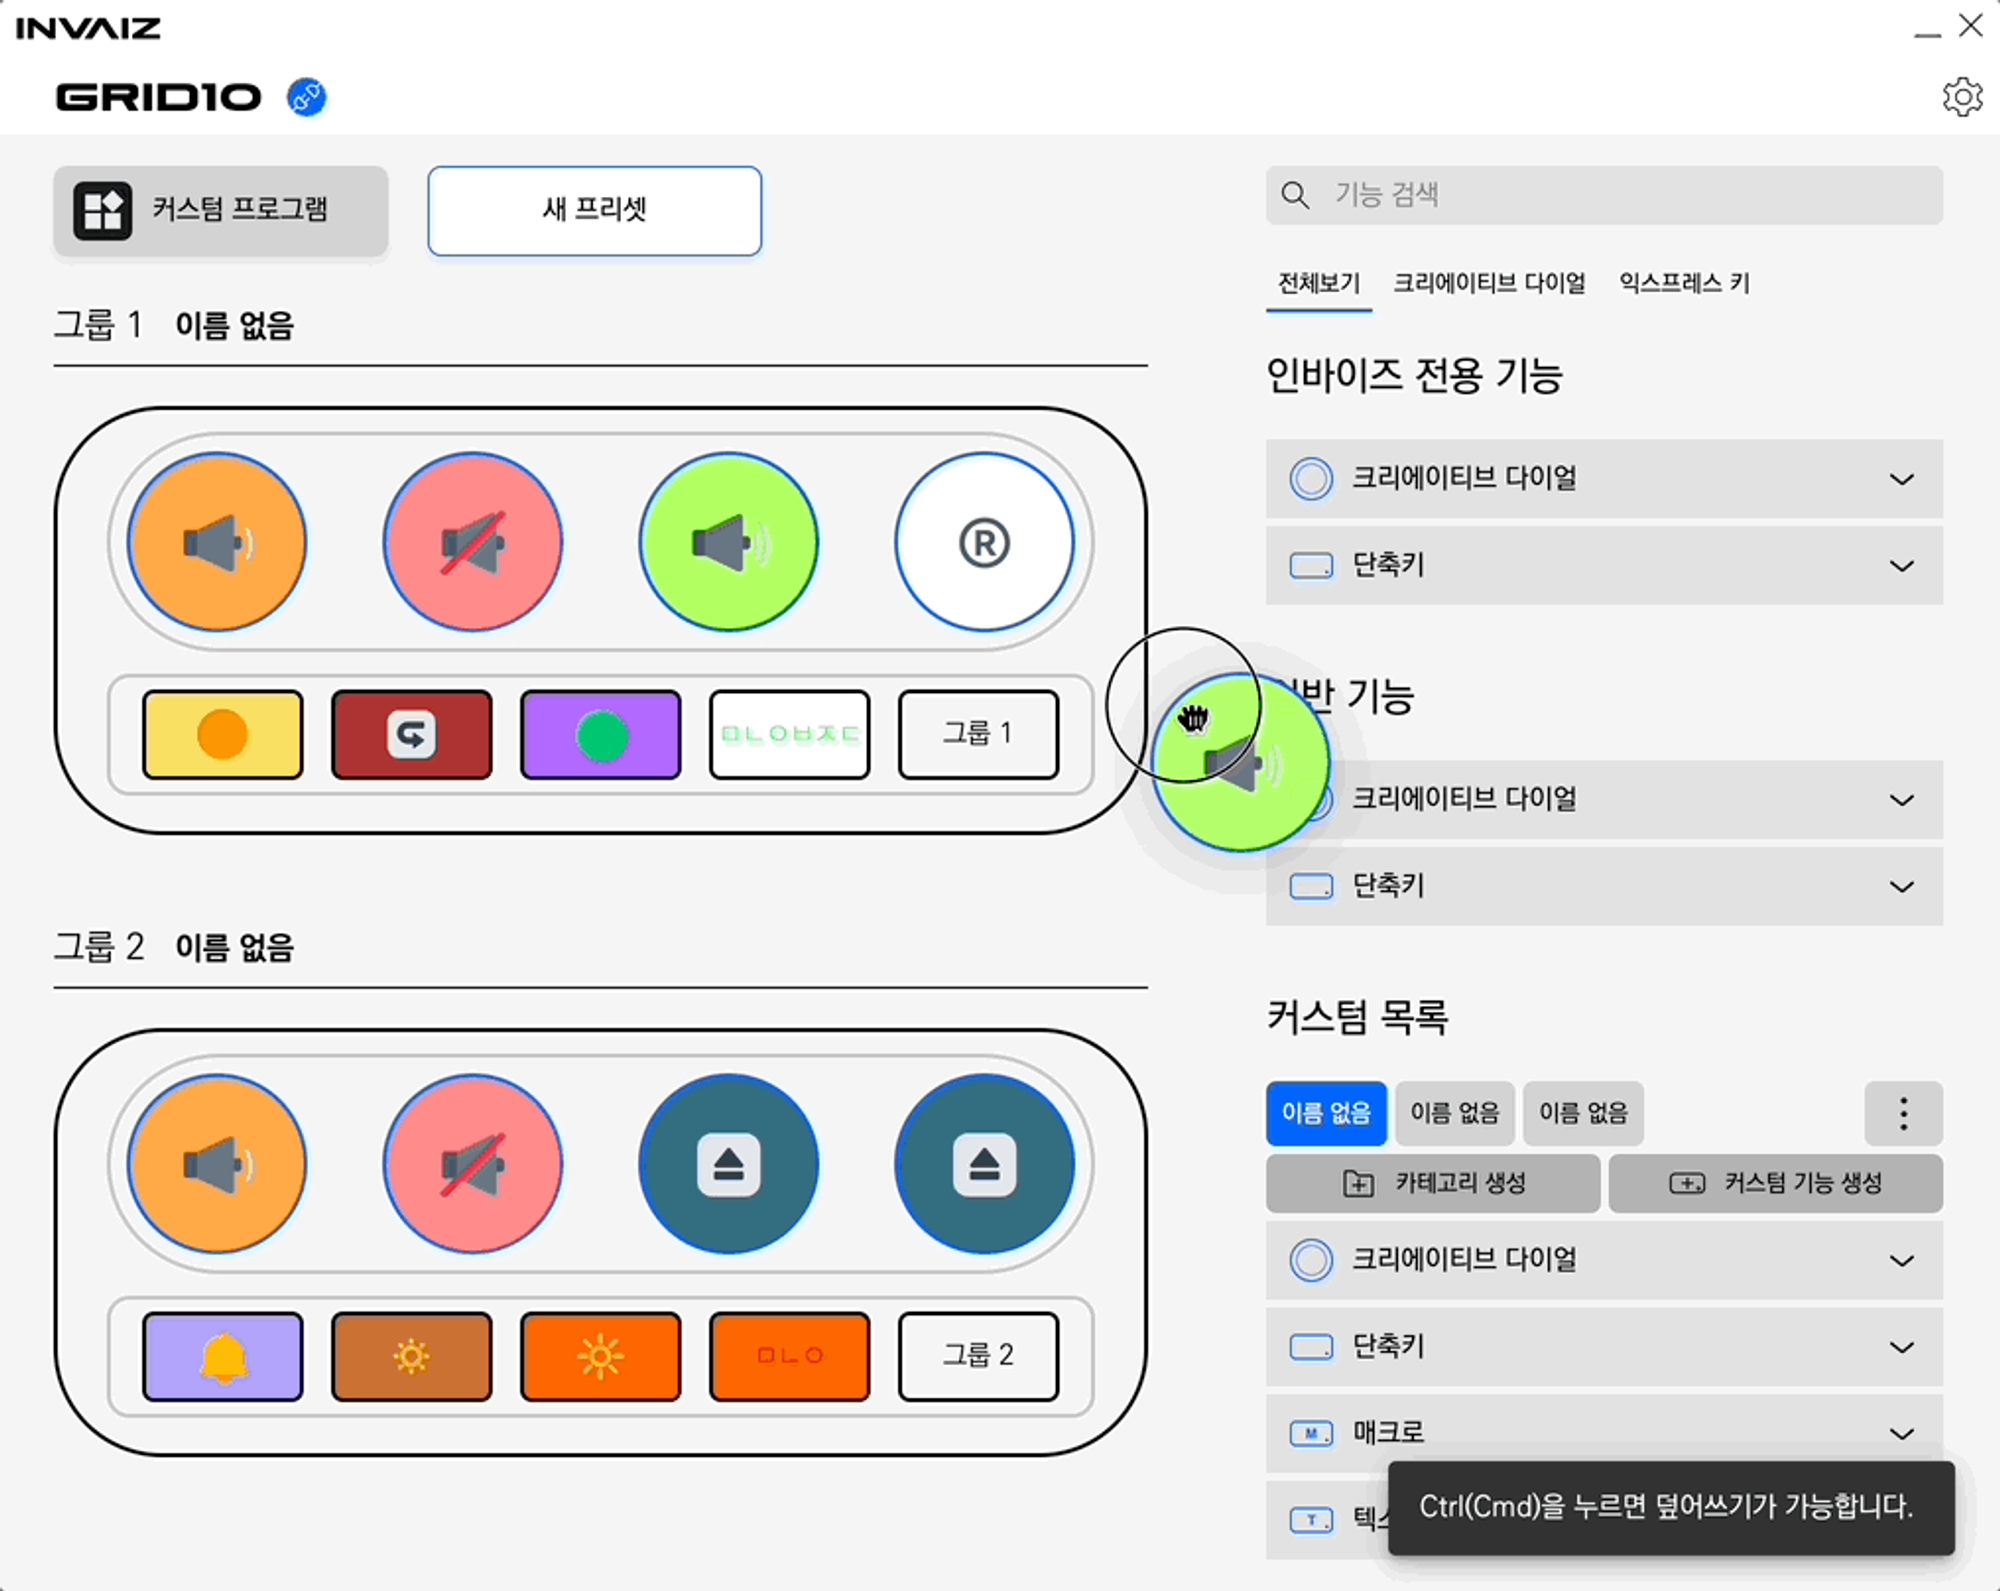 INVAIZ
GRID10
커스텀 프로그램
새 프리셋
그룹 1 이름 없음
®
ㅁㄴㅇㅂㅈㄷ
그룹 1
그룹 2 이름 없음
ㅁㄴㅇ
그룹 2
기능 검색
전체보기 크리에이티브 다이얼 익스프레스 키
인바이즈 전용 기능
크리에이티브 다이얼
단축키
기능
크리에이티브 다이얼
단축키
커스텀 목록
이름 없음 이름 없음 이름 없음
카테고리 생성 커스텀 기능 생성
크리에이티브 다이얼
단축키
M 매크로
T
Ctrl(Cmd)을 누르면 덮어쓰기가 가능합니다.